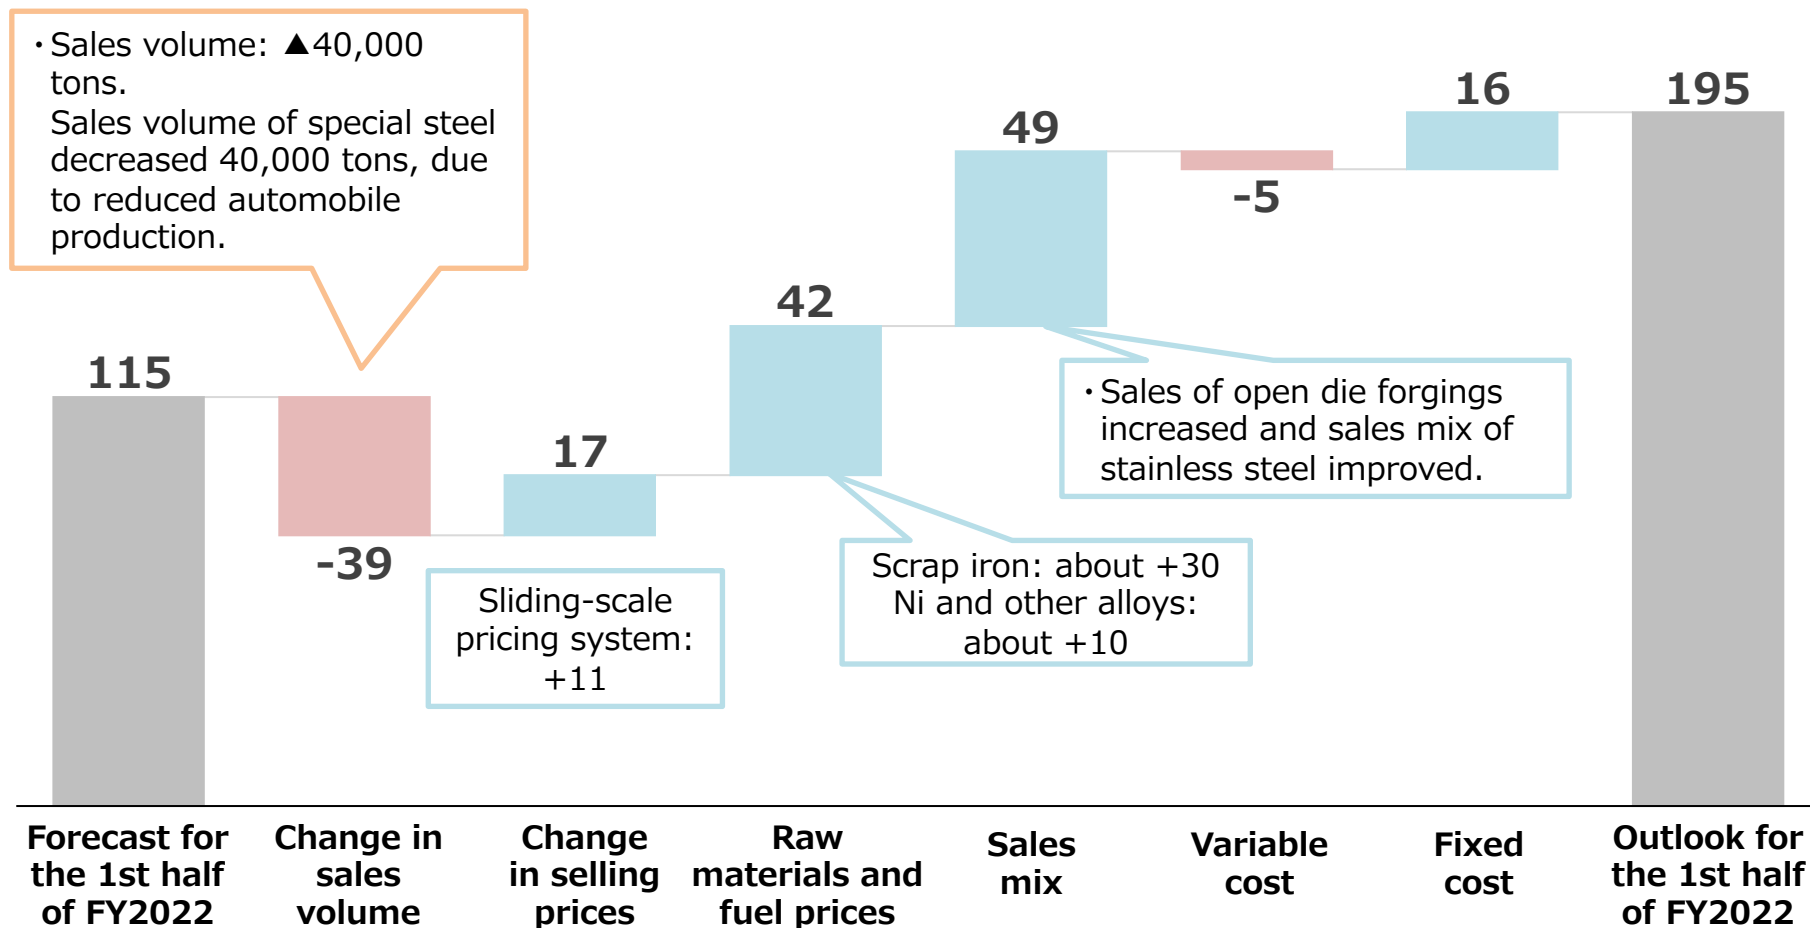 ・Sales volume: ▲40,000
tons.
Sales volume of special steel
decreased 40,000 tons, due
to reduced automobile
production.
115
-39
17
42
49
-5
16
195
Sliding-scale
pricing system:
+11
Scrap iron: about +30
Ni and other alloys:
about +10
・Sales of open die forgings
increased and sales mix of
stainless steel improved.
Forecast for
the 1st half
of FY2022
Change in
sales
volume
Change
in selling
prices
Raw
materials and
fuel prices
Sales
mix
Variable
cost
Fixed
cost
Outlook for
the 1st half
of FY2022